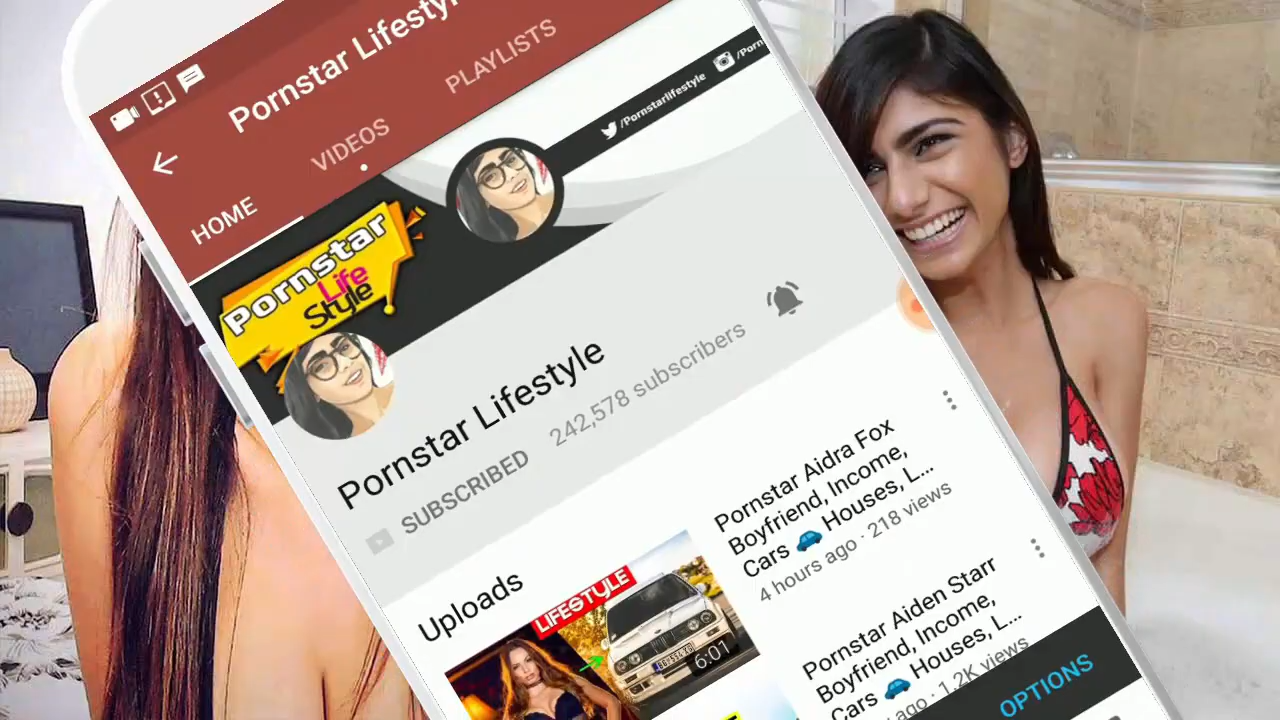 Pornstar Lifestyl
HOME
VIDEOS
PLAYLISTS
/Pornstarlifestyle
/Porn
Pornstar
Life
Style
Pornstar Lifestyle
SUBSCRIBED
242,578 subscribers
Uploads
LIFESTYLE
6:01
Pornstar Aidra Fox
Boyfriend, Income,
Cars 🚙 Houses, L...
4 hours ago · 218 views
Pornstar Aiden Starr
Boyfriend, Income,
Cars 🚙 Houses, L...
ago · 1.2K views
OPTIONS